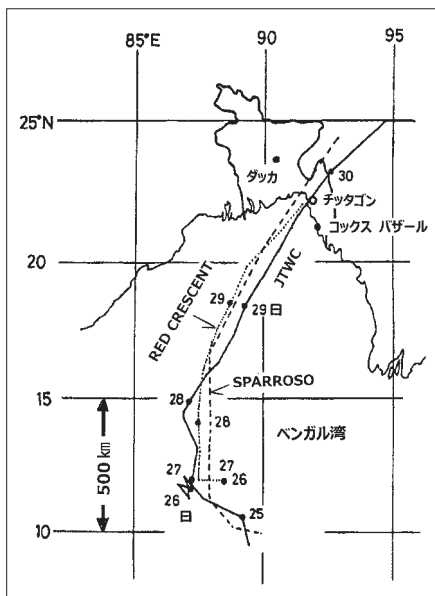 85°E
90
95
25°N
ダッカ
30
チッタゴン
コックス バザール
20
RED CRESCENT
29
29日
JTWC
SPARROSO
15
28
28
500km
ベンガル湾
27
27
26
26
日
25
10